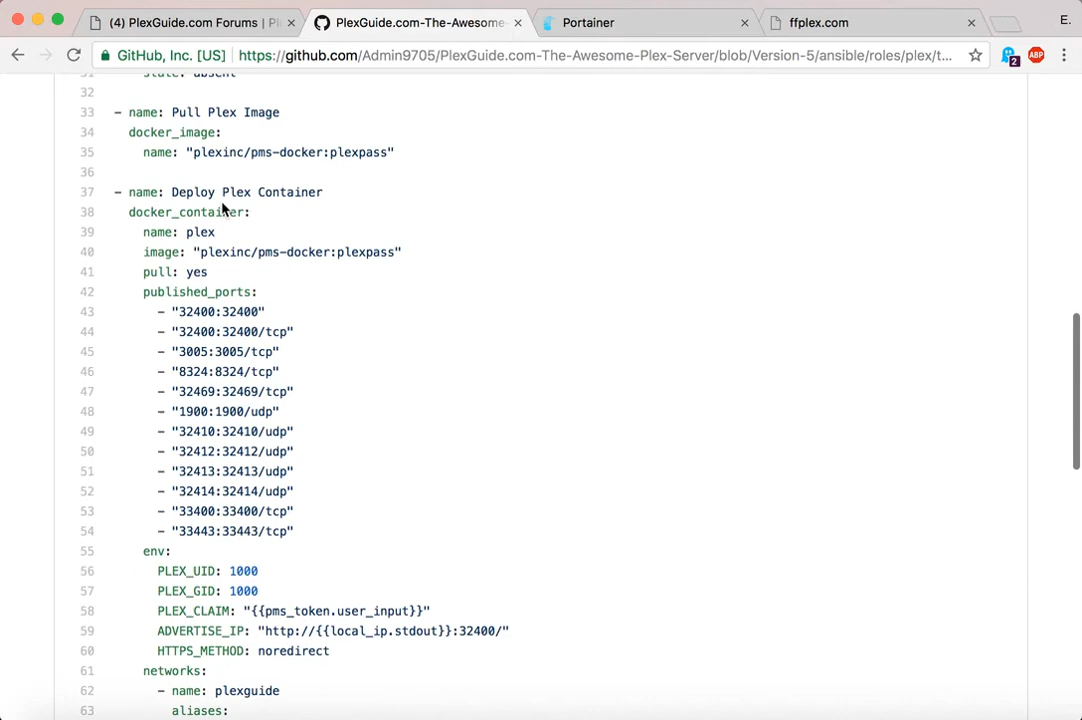 (4) PlexGuide.com Forums | Pl
PlexGuide.com-The-Awesome-
Portainer
ffplex.com
E.
GitHub, Inc. [US]
https://github.com/Admin9705/PlexGuide.com-The-Awesome-Plex-Server/blob/Version-5/ansible/roles/plex/t...
2
ABP
31 state: absent
32
33 - name: Pull Plex Image
34 docker_image:
35 name: "plexinc/pms-docker:plexpass"
36
37 - name: Deploy Plex Container
38 docker_container:
39 name: plex
40 image: "plexinc/pms-docker:plexpass"
41 pull: yes
42 published_ports:
43 - "32400:32400"
44 - "32400:32400/tcp"
45 - "3005:3005/tcp"
46 - "8324:8324/tcp"
47 - "32469:32469/tcp"
48 - "1900:1900/udp"
49 - "32410:32410/udp"
50 - "32412:32412/udp"
51 - "32413:32413/udp"
52 - "32414:32414/udp"
53 - "33400:33400/tcp"
54 - "33443:33443/tcp"
55 env:
56 PLEX_UID: 1000
57 PLEX_GID: 1000
58 PLEX_CLAIM: "{{pms_token.user_input}}"
59 ADVERTISE_IP: "http://{{local_ip.stdout}}:32400/"
60 HTTPS_METHOD: noredirect
61 networks:
62 - name: plexguide
63 aliases: